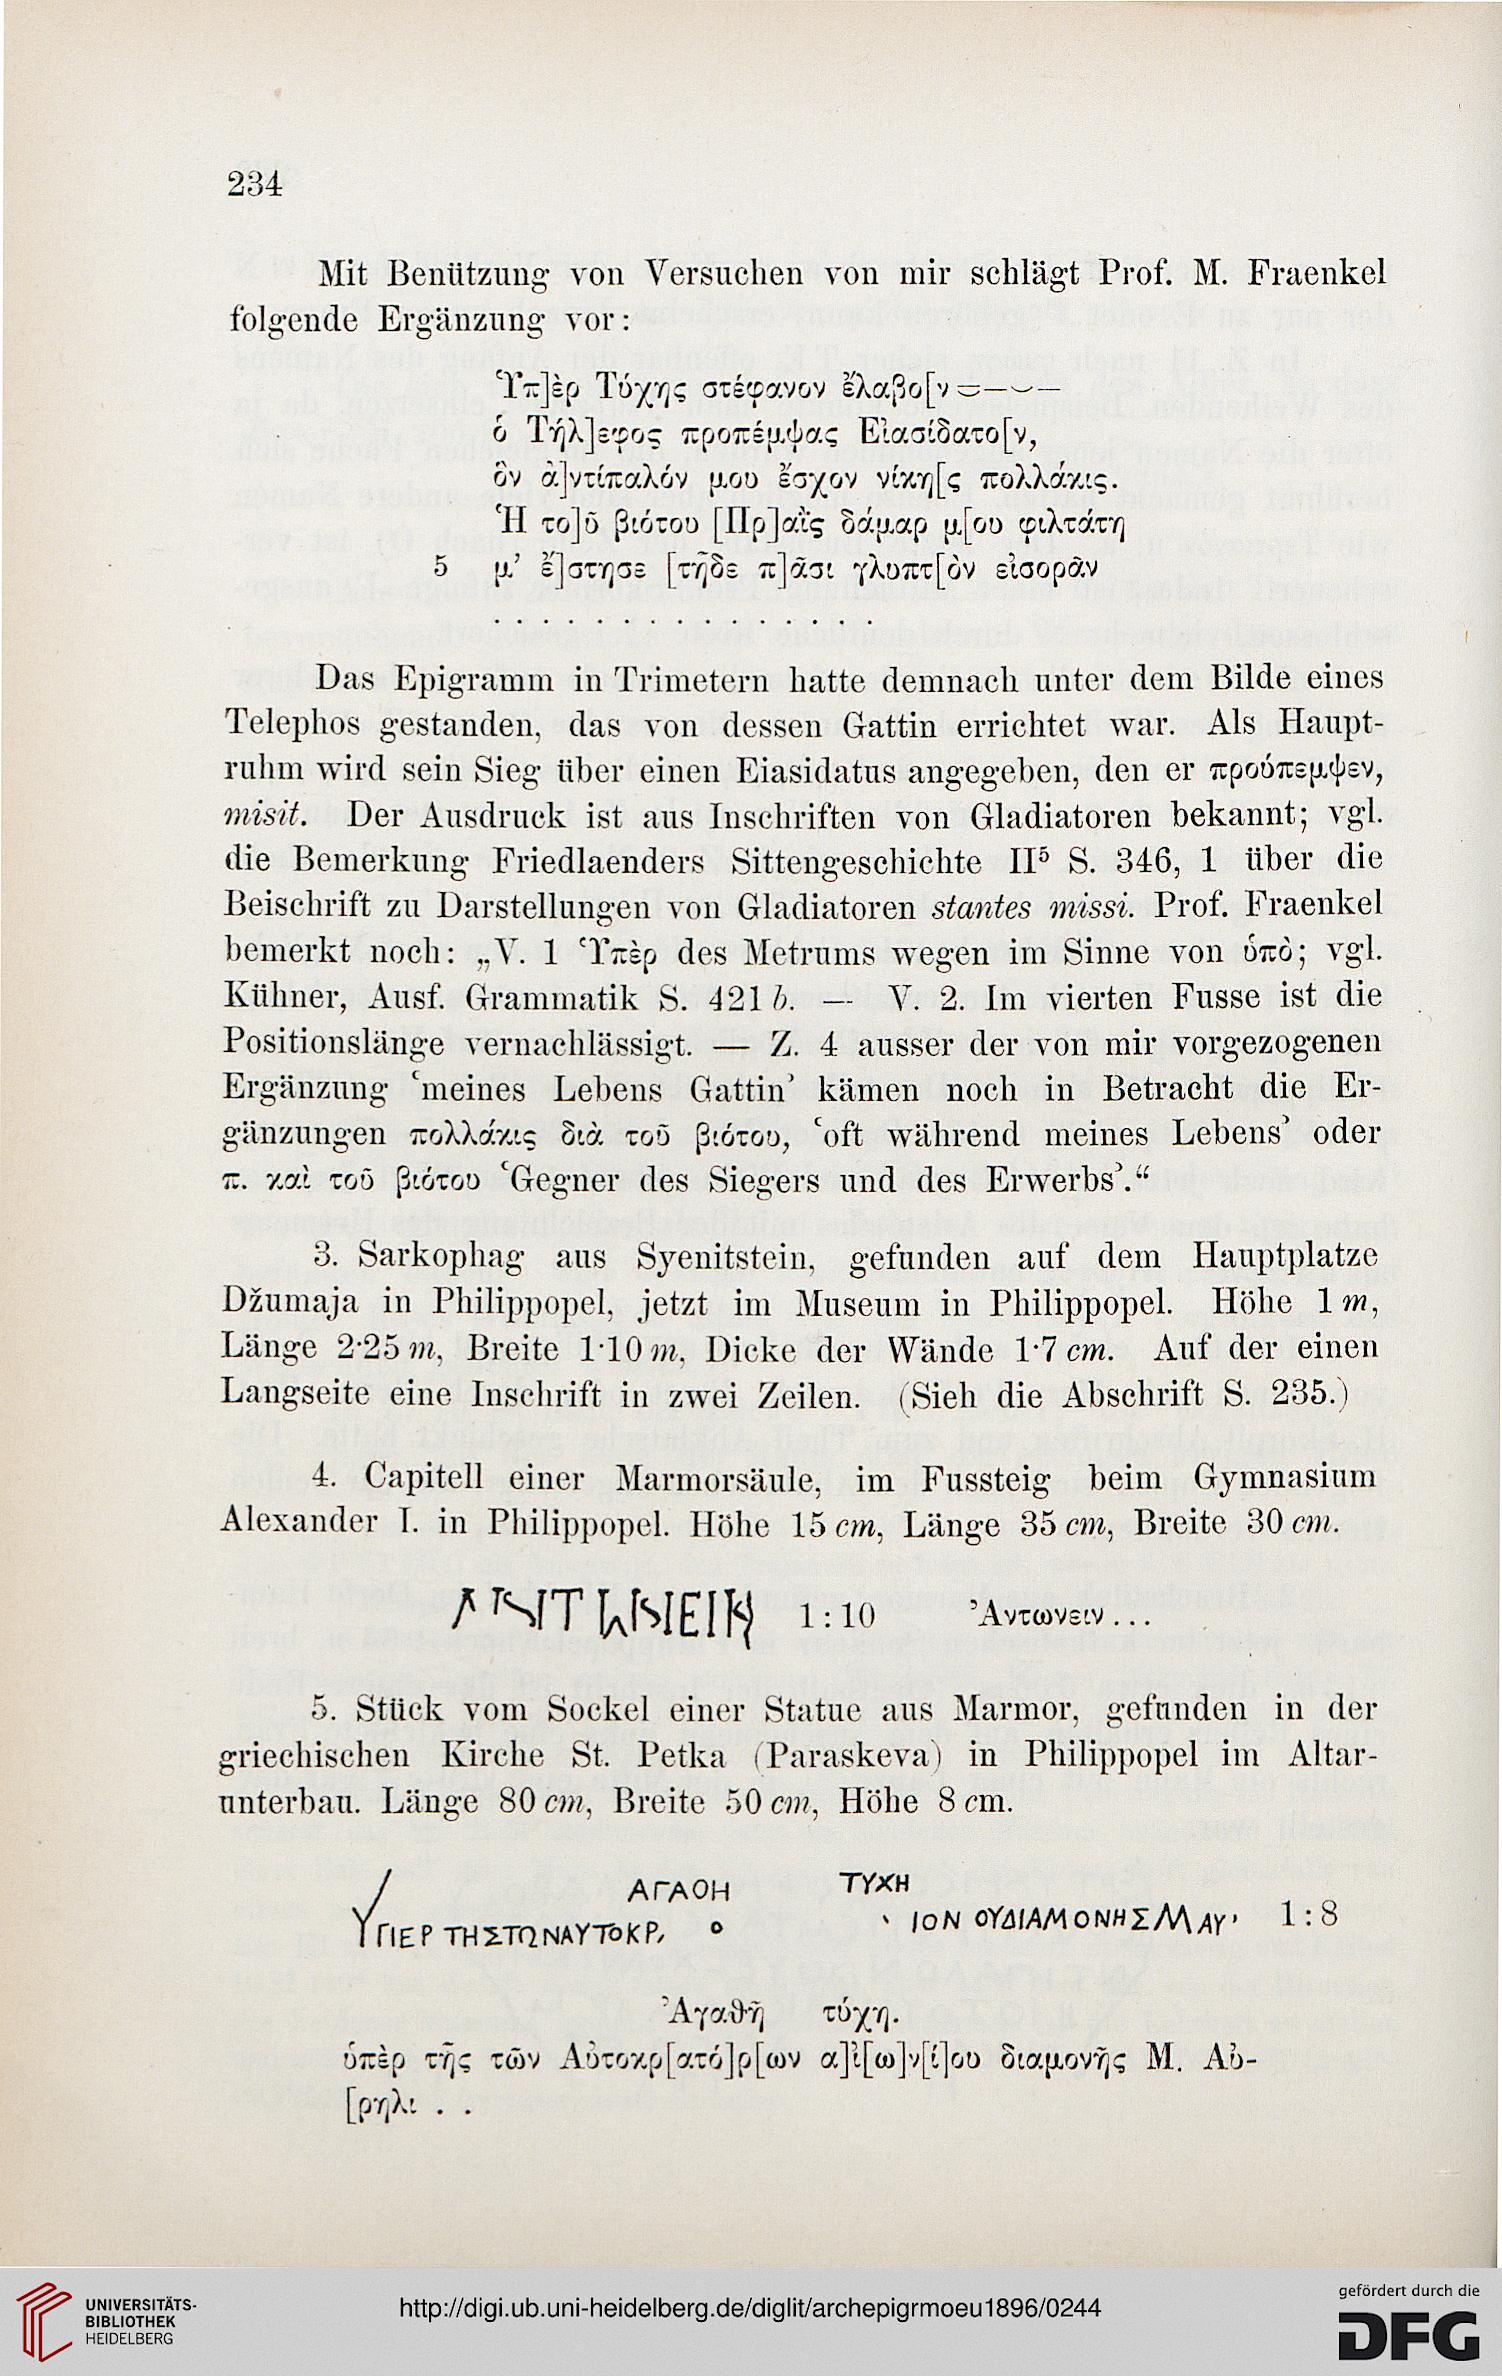 234
Mit Benützung von Versuchen von mir schlägt Prof. M. Fraenkel
folgende Ergänzung vor:
Ὑπ]ὲρ Τύχης στέφανον ἔλαβο[ν ⏓—⏑—
ὁ Τήλ]εφος προπέμψας Εἰασίδατο[ν,
ὃν ἀ]ντίπαλόν μου ἔσχον νίκη[ς πολλάκις.
Ἡ το]ῦ βιότου [Πρ]αῒς δάμαρ μ[ου φιλτάτη
5 μ’ ἔ]στησε [τῇδε π]ᾶσι γλυπτ[ὸν εἰσορᾶν
. . . . . . . . . . . . . . .
Das Epigramm in Trimetern hatte demnach unter dem Bilde eines
Telephos gestanden, das von dessen Gattin errichtet war. Als Haupt-
ruhm wird sein Sieg über einen Eiasidatus angegeben, den er προύπεμψεν,
misit. Der Ausdruck ist aus Inschriften von Gladiatoren bekannt; vgl.
die Bemerkung Friedlaenders Sittengeschichte II⁵ S. 346, 1 über die
Beischrift zu Darstellungen von Gladiatoren stantes missi. Prof. Fraenkel
bemerkt noch: „V. 1 Ὑπὲρ des Metrums wegen im Sinne von ὑπὸ; vgl.
Kühner, Ausf. Grammatik S. 421 b. — V. 2. Im vierten Fusse ist die
Positionslänge vernachlässigt. — Z. 4 ausser der von mir vorgezogenen
Ergänzung ‘meines Lebens Gattin’ kämen noch in Betracht die Er-
gänzungen πολλάκις διὰ τοῦ βιότου, ‘oft während meines Lebens’ oder
π. καὶ τοῦ βιότου ‘Gegner des Siegers und des Erwerbs’.“
3. Sarkophag aus Syenitstein, gefunden auf dem Hauptplatze
Džumaja in Philippopel, jetzt im Museum in Philippopel. Höhe 1 m,
Länge 2·25 m, Breite 1·10 m, Dicke der Wände 1·7 cm. Auf der einen
Langseite eine Inschrift in zwei Zeilen. (Sieh die Abschrift S. 235.)
4. Capitell einer Marmorsäule, im Fussteig beim Gymnasium
Alexander I. in Philippopel. Höhe 15 cm, Länge 35 cm, Breite 30 cm.
1:10 Ἀντωνειν...
5. Stück vom Sockel einer Statue aus Marmor, gefunden in der
griechischen Kirche St. Petka (Paraskeva) in Philippopel im Altar-
unterbau. Länge 80 cm, Breite 50 cm, Höhe 8 cm.
ΑΓΑΟΗ ΤΥΧΗ
ΥΠΕΡ ΤΗΣΤΩΝΑΥΤΟΚΡ ΙΟΝ ΟΥΔΙΑΜΟΝΗΣ Μ ΑΥ 1:8
Ἀγαθῇ τύχῃ.
ὑπὲρ τῆς τῶν Αὐτοκρ[ατό]ρ[ων α]ἰ[ω]ν[ί]ου διαμονῆς Μ. Αὐ-
[ρηλι . .
UNIVERSITÄTS-
BIBLIOTHEK
HEIDELBERG
http://digi.ub.uni-heidelberg.de/diglit/archepigrmoeu1896/0244
gefördert durch die
DFG